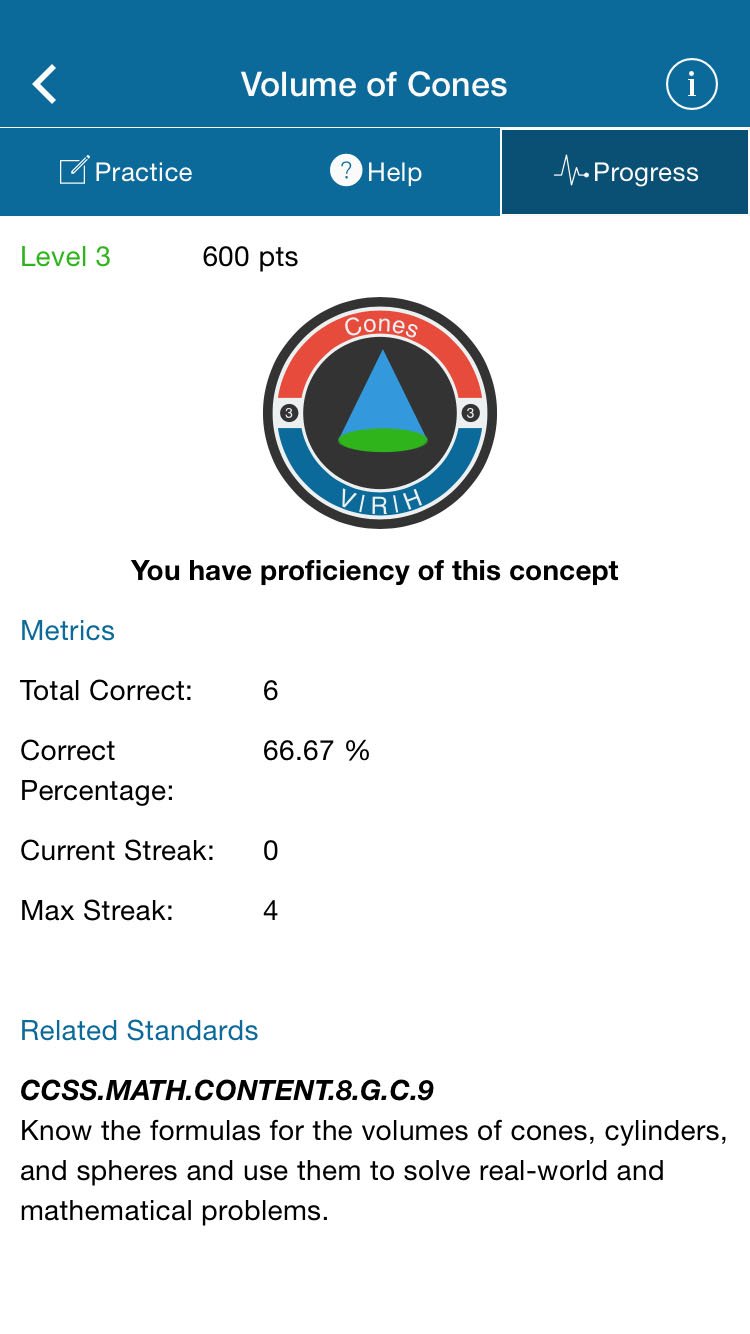 Volume of Cones
i
Practice
? Help
Progress
Level 3 600 pts
Cones
3 3
VIRIH
You have proficiency of this concept
Metrics
Total Correct: 6
Correct 66.67 %
Percentage:
Current Streak: 0
Max Streak: 4
Related Standards
CCSS.MATH.CONTENT.8.G.C.9
Know the formulas for the volumes of cones, cylinders,
and spheres and use them to solve real-world and
mathematical problems.